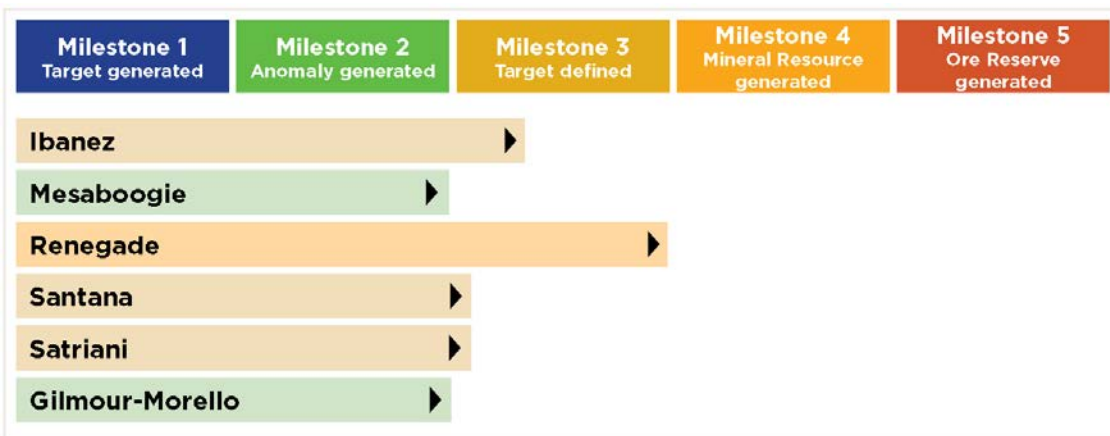 Milestone 1
Target generated
Milestone 2
Anomaly generated
Milestone 3
Target defined
Milestone 4
Mineral Resource
generated
Milestone 5
Ore Reserve
generated
Ibanez
Mesaboogie
Renegade
Santana
Satriani
Gilmour-Morello